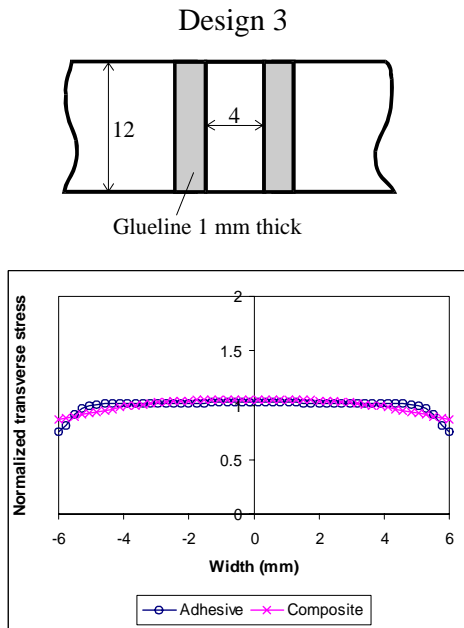 Design 3
12
4
Glueline 1 mm thick
Normalized transverse stress
2
1.5
1
0.5
0
-6 -4 -2 0 2 4 6
Width (mm)
Adhesive Composite